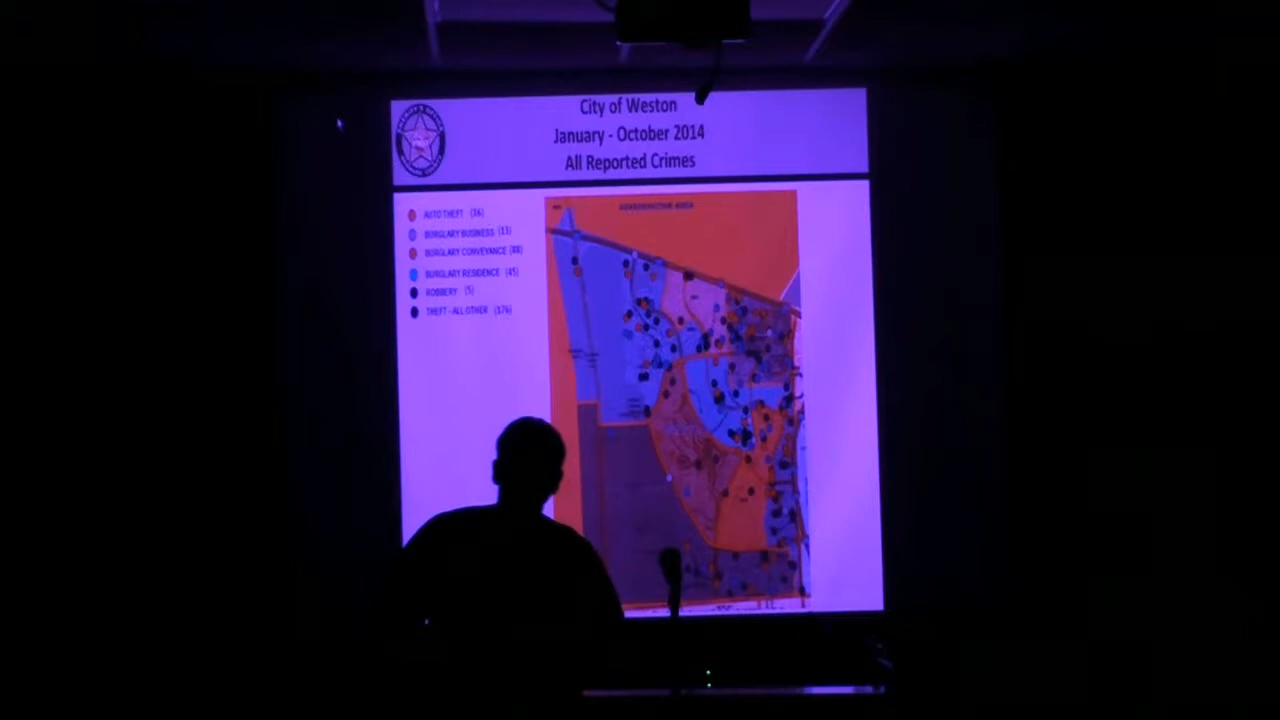 City of Weston
January - October 2014
All Reported Crimes
AUTO THEFT (16)
BURGLARY BUSINESS (13)
BURGLARY CONVEYANCE (88)
BURGLARY RESIDENCE (45)
ROBBERY (5)
THEFT - ALL OTHER (176)